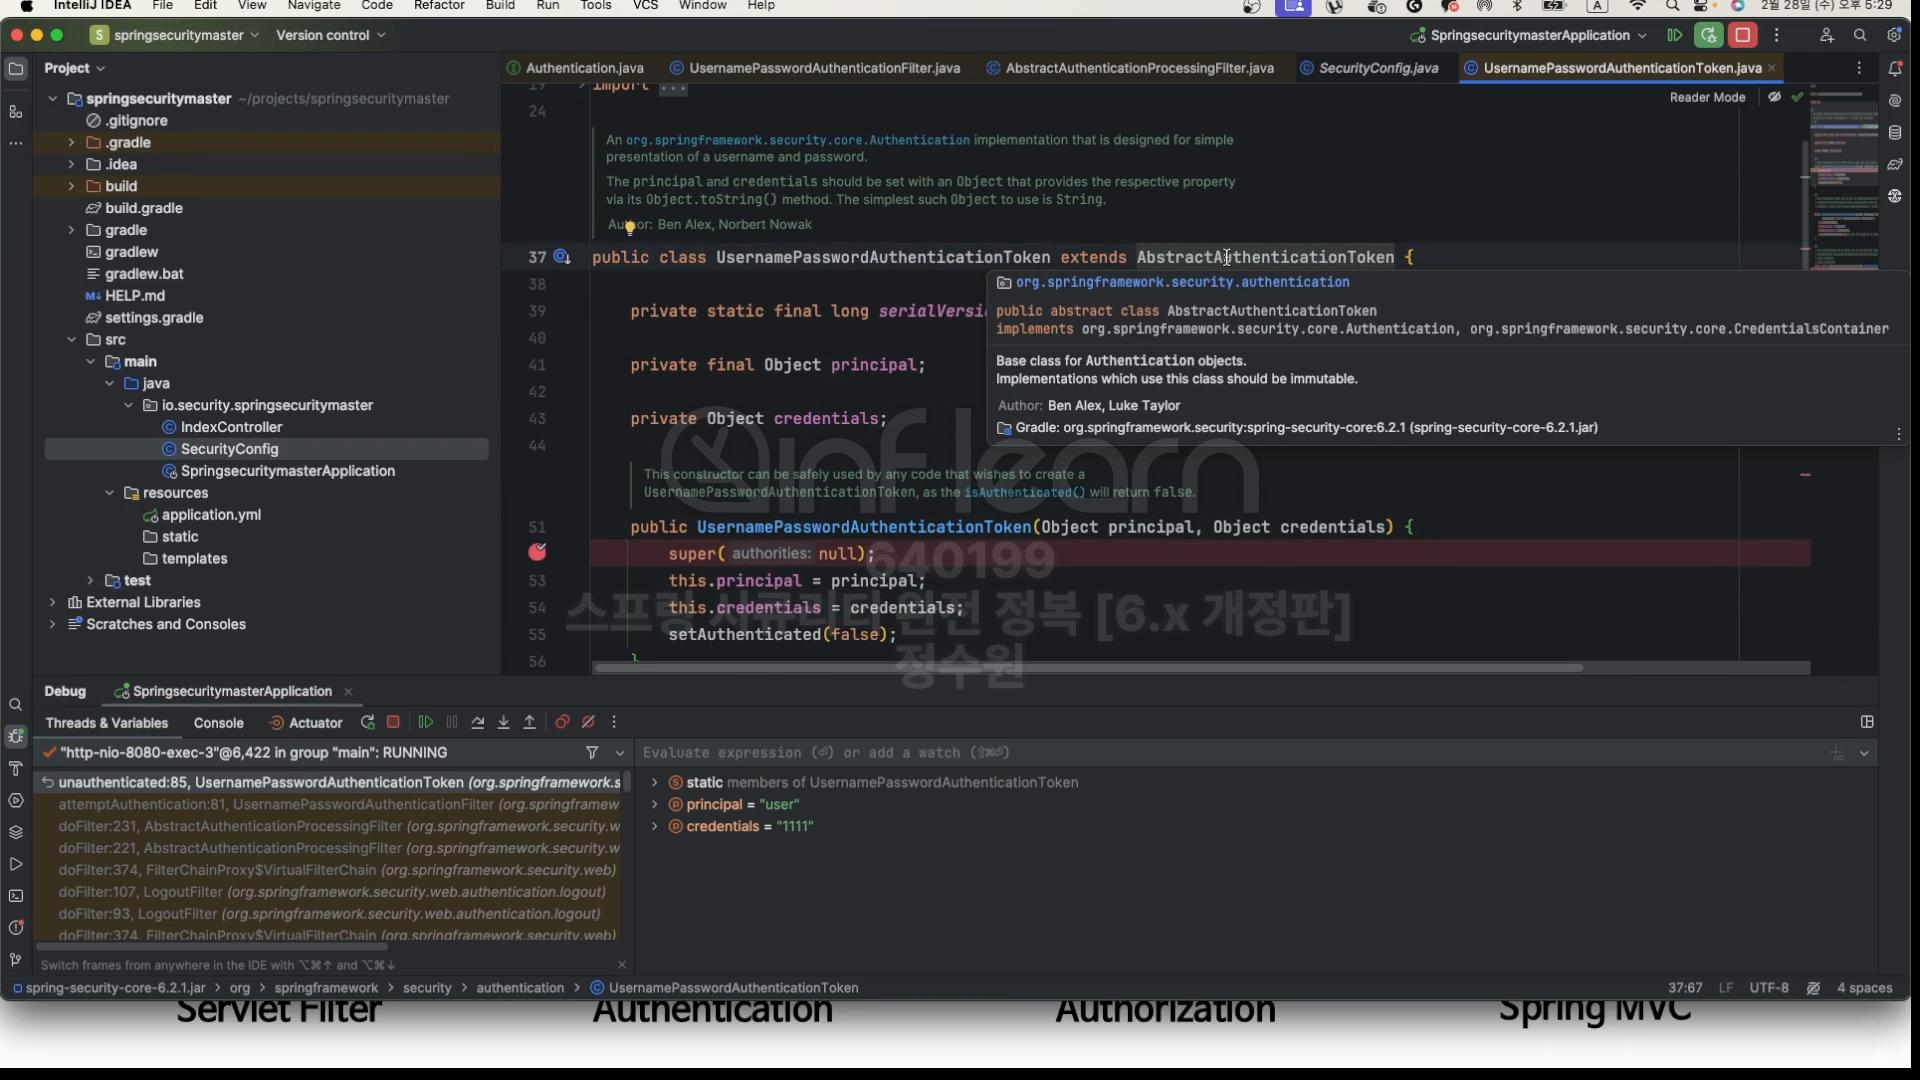 IntelliJ IDEA File Edit View Navigate Code Refactor Build Run Tools VCS Window Help
A
2월 28일 (수) 오후 5:29
S springsecuritymaster Version control
SpringsecuritymasterApplication
Project
Authentication.java
UsernamePasswordAuthenticationFilter.java
AbstractAuthenticationProcessingFilter.java
SecurityConfig.java
UsernamePasswordAuthenticationToken.java
Reader Mode
springsecuritymaster ~/projects/springsecuritymaster
.gitignore
.gradle
.idea
build
build.gradle
gradle
gradlew
gradlew.bat
HELP.md
settings.gradle
src
main
java
io.security.springsecuritymaster
IndexController
SecurityConfig
SpringsecuritymasterApplication
resources
application.yml
static
templates
test
External Libraries
Scratches and Consoles
19 import ...
24
An org.springframework.security.core.Authentication implementation that is designed for simple
presentation of a username and password.
The principal and credentials should be set with an Object that provides the respective property
via its Object.toString() method. The simplest such Object to use is String.
Author: Ben Alex, Norbert Nowak
37 public class UsernamePasswordAuthenticationToken extends AbstractAuthenticationToken {
38
39 private static final long serialVersi
40
41 private final Object principal;
42
43 private Object credentials;
44
org.springframework.security.authentication
public abstract class AbstractAuthenticationToken
implements org.springframework.security.core.Authentication, org.springframework.security.core.CredentialsContainer
Base class for Authentication objects.
Implementations which use this class should be immutable.
Author: Ben Alex, Luke Taylor
Gradle: org.springframework.security:spring-security-core:6.2.1 (spring-security-core-6.2.1.jar)
This constructor can be safely used by any code that wishes to create a
UsernamePasswordAuthenticationToken, as the isAuthenticated() will return false.
51 public UsernamePasswordAuthenticationToken(Object principal, Object credentials) {
super( authorities: null);
53 this.principal = principal;
54 this.credentials = credentials;
55 setAuthenticated(false);
56 }
inflearn
640199
스프링 시큐리티 완전 정복 [6.x 개정판]
정수원
Debug SpringsecuritymasterApplication
Threads & Variables Console Actuator
"http-nio-8080-exec-3"@6,422 in group "main": RUNNING
unauthenticated:85, UsernamePasswordAuthenticationToken (org.springframework.s
attemptAuthentication:81, UsernamePasswordAuthenticationFilter (org.springframew
doFilter:231, AbstractAuthenticationProcessingFilter (org.springframework.security.w
doFilter:221, AbstractAuthenticationProcessingFilter (org.springframework.security.w
doFilter:374, FilterChainProxy$VirtualFilterChain (org.springframework.security.web)
doFilter:107, LogoutFilter (org.springframework.security.web.authentication.logout)
doFilter:93, LogoutFilter (org.springframework.security.web.authentication.logout)
doFilter:374, FilterChainProxy$VirtualFilterChain (org.springframework.security.web)
Switch frames from anywhere in the IDE with ⌥⌘↑ and ⌥⌘↓
Evaluate expression (⏎) or add a watch (⇧⌘⏎)
static members of UsernamePasswordAuthenticationToken
principal = "user"
credentials = "1111"
spring-security-core-6.2.1.jar > org > springframework > security > authentication > UsernamePasswordAuthenticationToken
37:67 LF UTF-8 4 spaces
Servlet Filter Authentication Authorization Spring MVC